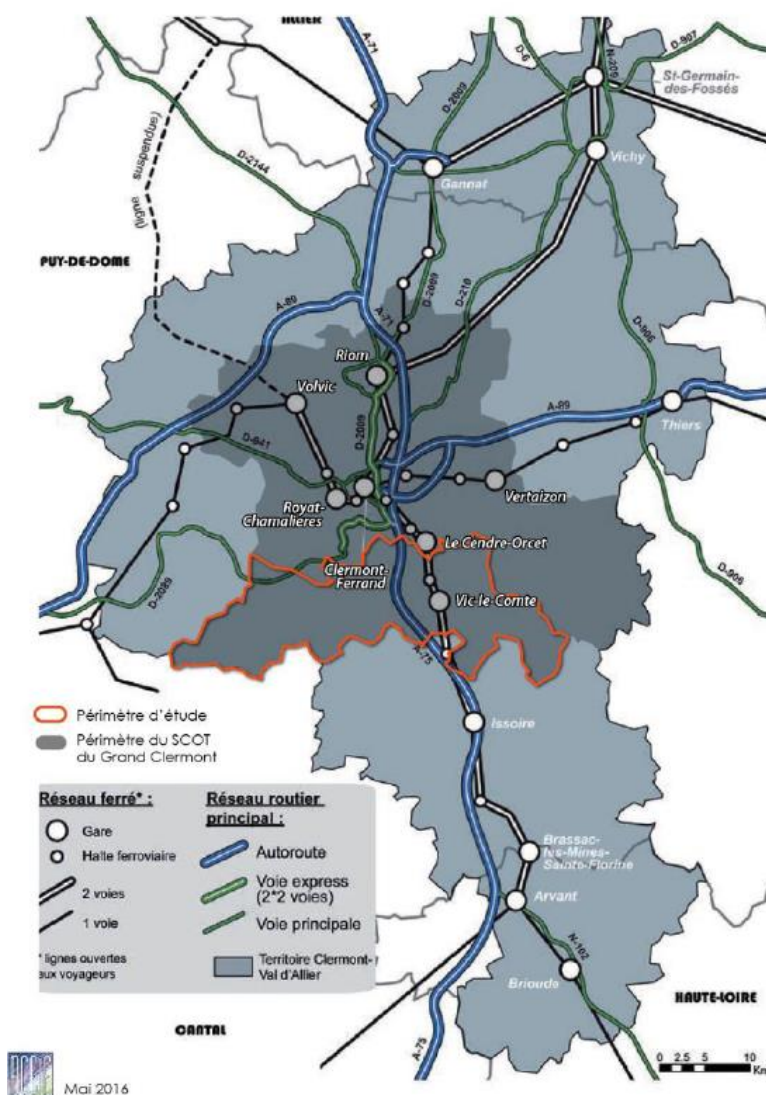 ALLIER
A-71
D-2009
D-6
N-209
D-907
St-Germain-
des-Fossés
D-2144
(ligne suspendue)
Gannat
Vichy
PUY-DE-DOME
A-89
A-71
D-2009
D-210
D-906
Riom
Volvic
D-2009
A-89
Thiers
D-941
Royat-
Chamalières
Vertaizon
Le Cendre-Orcet
Clermont-
Ferrand
D-2089
Vic-le-Comte
D-906
A-75
Périmètre d'étude
Périmètre du SCOT
du Grand Clermont
Issoire
Réseau ferré* :
Gare
Halte ferroviaire
2 voies
1 voie
* lignes ouvertes
aux voyageurs
Réseau routier
principal :
Autoroute
Voie express
(2*2 voies)
Voie principale
Territoire Clermont-
Val d'Allier
Brassac-
les-Mines-
Sainte-Florine
Arvant
N-102
Brioude
HAUTE-LOIRE
CANTAL
A-75
0 2.5 5 10
Km
Mai 2016